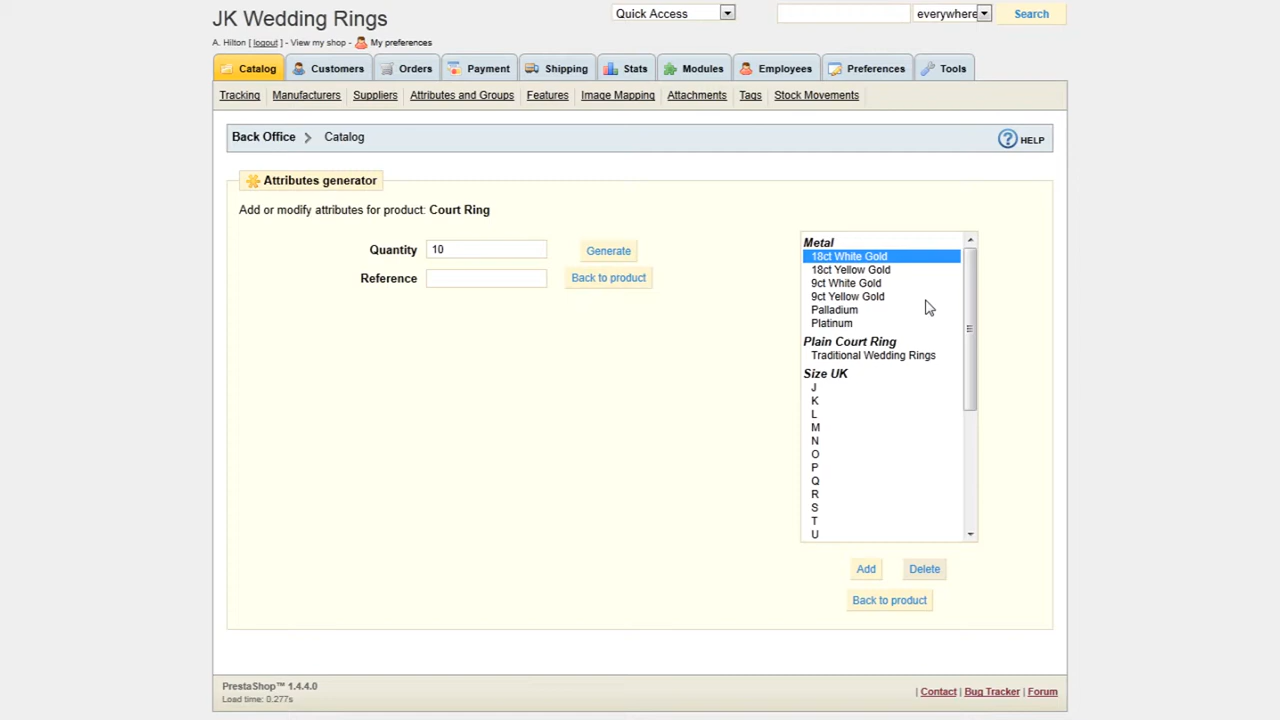 JK Wedding Rings
Quick Access everywhere Search
A. Hilton [ logout ] - View my shop - My preferences
Catalog Customers Orders Payment Shipping Stats Modules Employees Preferences Tools
Tracking Manufacturers Suppliers Attributes and Groups Features Image Mapping Attachments Tags Stock Movements
Back Office Catalog HELP
Attributes generator
Add or modify attributes for product: Court Ring
Quantity 10 Generate
Reference Back to product
Metal
18ct White Gold
18ct Yellow Gold
9ct White Gold
9ct Yellow Gold
Palladium
Platinum
Plain Court Ring
Traditional Wedding Rings
Size UK
J
K
L
M
N
O
P
Q
R
S
T
U
Add Delete
Back to product
PrestaShop™ 1.4.4.0
Load time: 0.277s
| Contact | Bug Tracker | Forum